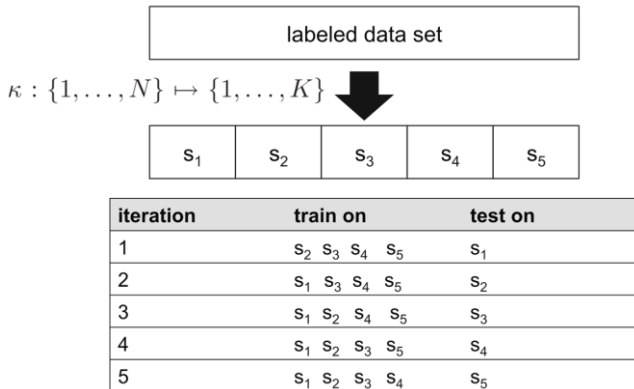 labeled data set
κ : {1, . . . , N} ↦ {1, . . . , K}
s₁ s₂ s₃ s₄ s₅
iteration train on test on
1 s₂ s₃ s₄ s₅ s₁
2 s₁ s₃ s₄ s₅ s₂
3 s₁ s₂ s₄ s₅ s₃
4 s₁ s₂ s₃ s₅ s₄
5 s₁ s₂ s₃ s₄ s₅